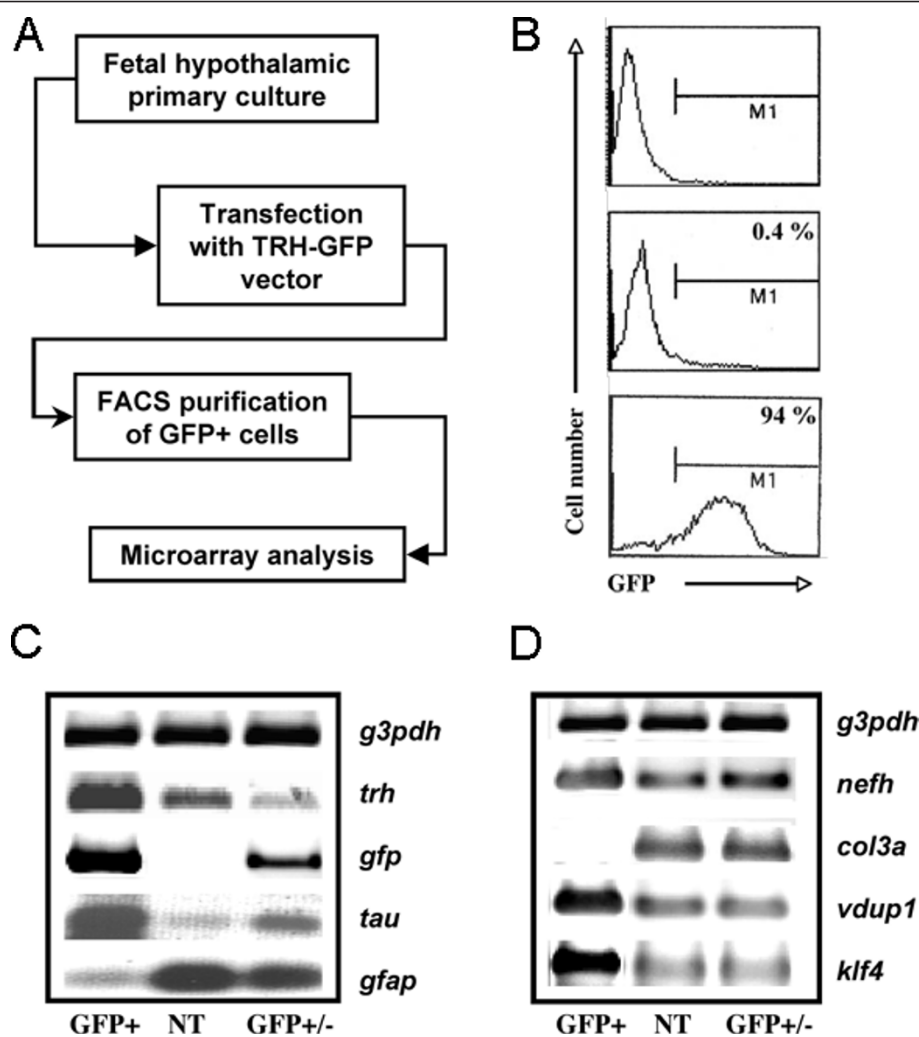 A
Fetal hypothalamic
primary culture
Transfection
with TRH-GFP
vector
FACS purification
of GFP+ cells
Microarray analysis
B
M1
0.4 %
M1
94 %
M1
Cell number
GFP
C
g3pdh
trh
gfp
tau
gfap
GFP+ NT GFP+/-
D
g3pdh
nefh
col3a
vdup1
klf4
GFP+ NT GFP+/-